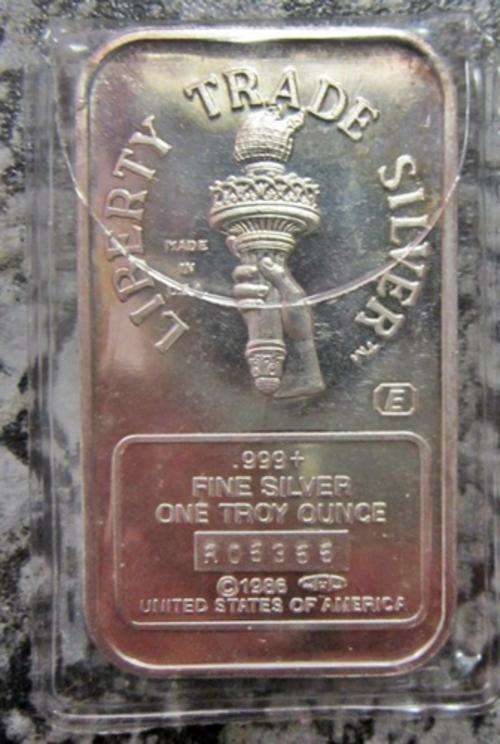 LIBERTY TRADE SILVER™
MADE
IN
E
.999+
FINE SILVER
ONE TROY OUNCE
©1986
UNITED STATES OF AMERICA